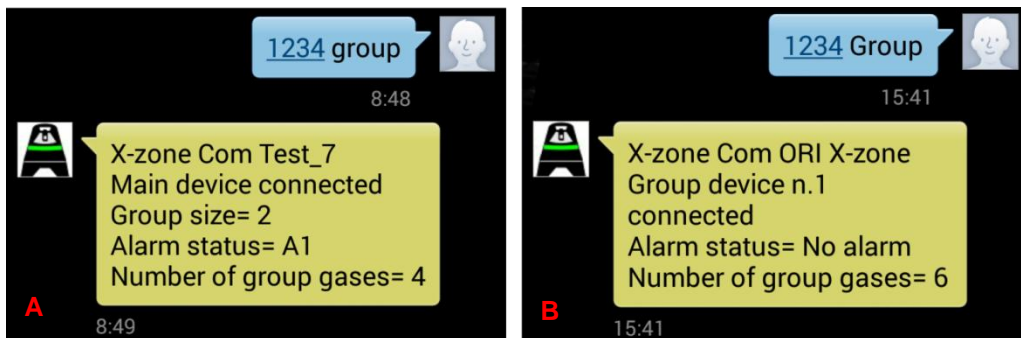 1234 group
8:48
X-zone Com Test_7
Main device connected
Group size= 2
Alarm status= A1
Number of group gases= 4
A
8:49
1234 Group
15:41
X-zone Com ORI X-zone
Group device n.1
connected
Alarm status= No alarm
Number of group gases= 6
B
15:41